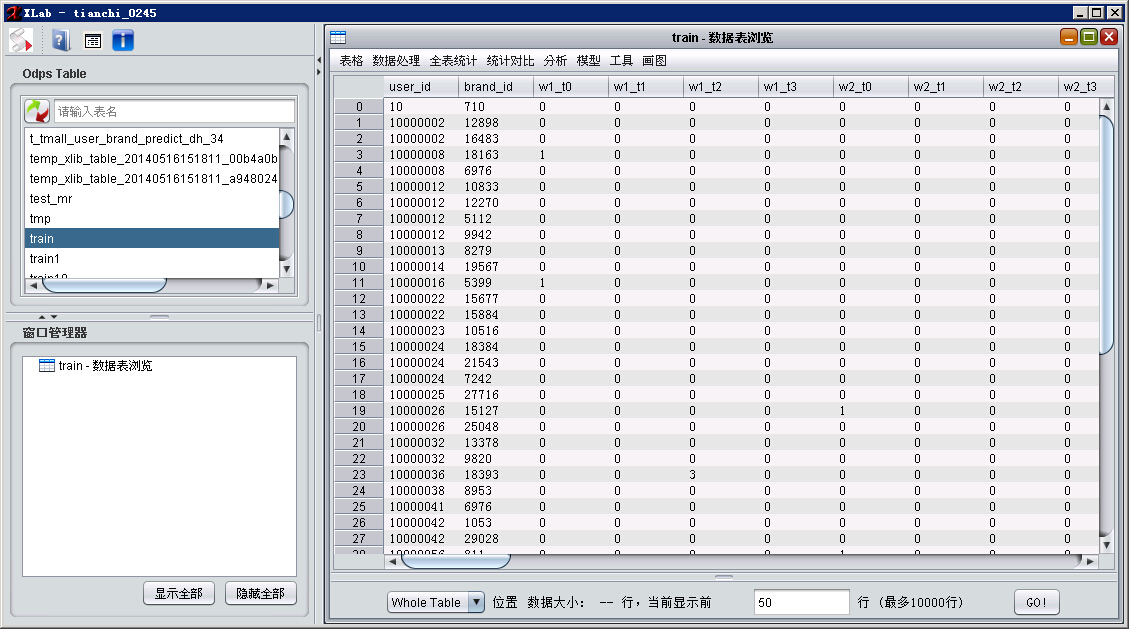 XLab - tianchi_0245
Odps Table
请输入表名
t_tmall_user_brand_predict_dh_34
temp_xlib_table_20140516151811_00b4a0b
temp_xlib_table_20140516151811_a948024
test_mr
tmp
train
train1
窗口管理器
train - 数据表浏览
显示全部 隐藏全部
train - 数据表浏览
表格 数据处理 全表统计 统计对比 分析 模型 工具 画图
user_id brand_id w1_t0 w1_t1 w1_t2 w1_t3 w2_t0 w2_t1 w2_t2 w2_t3
0 10 710 0 0 0 0 0 0 0 0
1 10000002 12898 0 0 0 0 0 0 0 0
2 10000002 16483 0 0 0 0 0 0 0 0
3 10000008 18163 1 0 0 0 0 0 0 0
4 10000008 6976 0 0 0 0 0 0 0 0
5 10000012 10833 0 0 0 0 0 0 0 0
6 10000012 12270 0 0 0 0 0 0 0 0
7 10000012 5112 0 0 0 0 0 0 0 0
8 10000012 9942 0 0 0 0 0 0 0 0
9 10000013 8279 0 0 0 0 0 0 0 0
10 10000014 19567 0 0 0 0 0 0 0 0
11 10000016 5399 1 0 0 0 0 0 0 0
12 10000022 15677 0 0 0 0 0 0 0 0
13 10000022 15884 0 0 0 0 0 0 0 0
14 10000023 10516 0 0 0 0 0 0 0 0
15 10000024 18384 0 0 0 0 0 0 0 0
16 10000024 21543 0 0 0 0 0 0 0 0
17 10000024 7242 0 0 0 0 0 0 0 0
18 10000025 27716 0 0 0 0 0 0 0 0
19 10000026 15127 0 0 0 0 1 0 0 0
20 10000026 25048 0 0 0 0 0 0 0 0
21 10000032 13378 0 0 0 0 0 0 0 0
22 10000032 9820 0 0 0 0 0 0 0 0
23 10000036 18393 0 0 3 0 0 0 0 0
24 10000038 8953 0 0 0 0 0 0 0 0
25 10000041 6976 0 0 0 0 0 0 0 0
26 10000042 1053 0 0 0 0 0 0 0 0
27 10000042 29028 0 0 0 0 0 0 0 0
Whole Table 位置 数据大小： -- 行，当前显示前 50 行（最多10000行） GO!